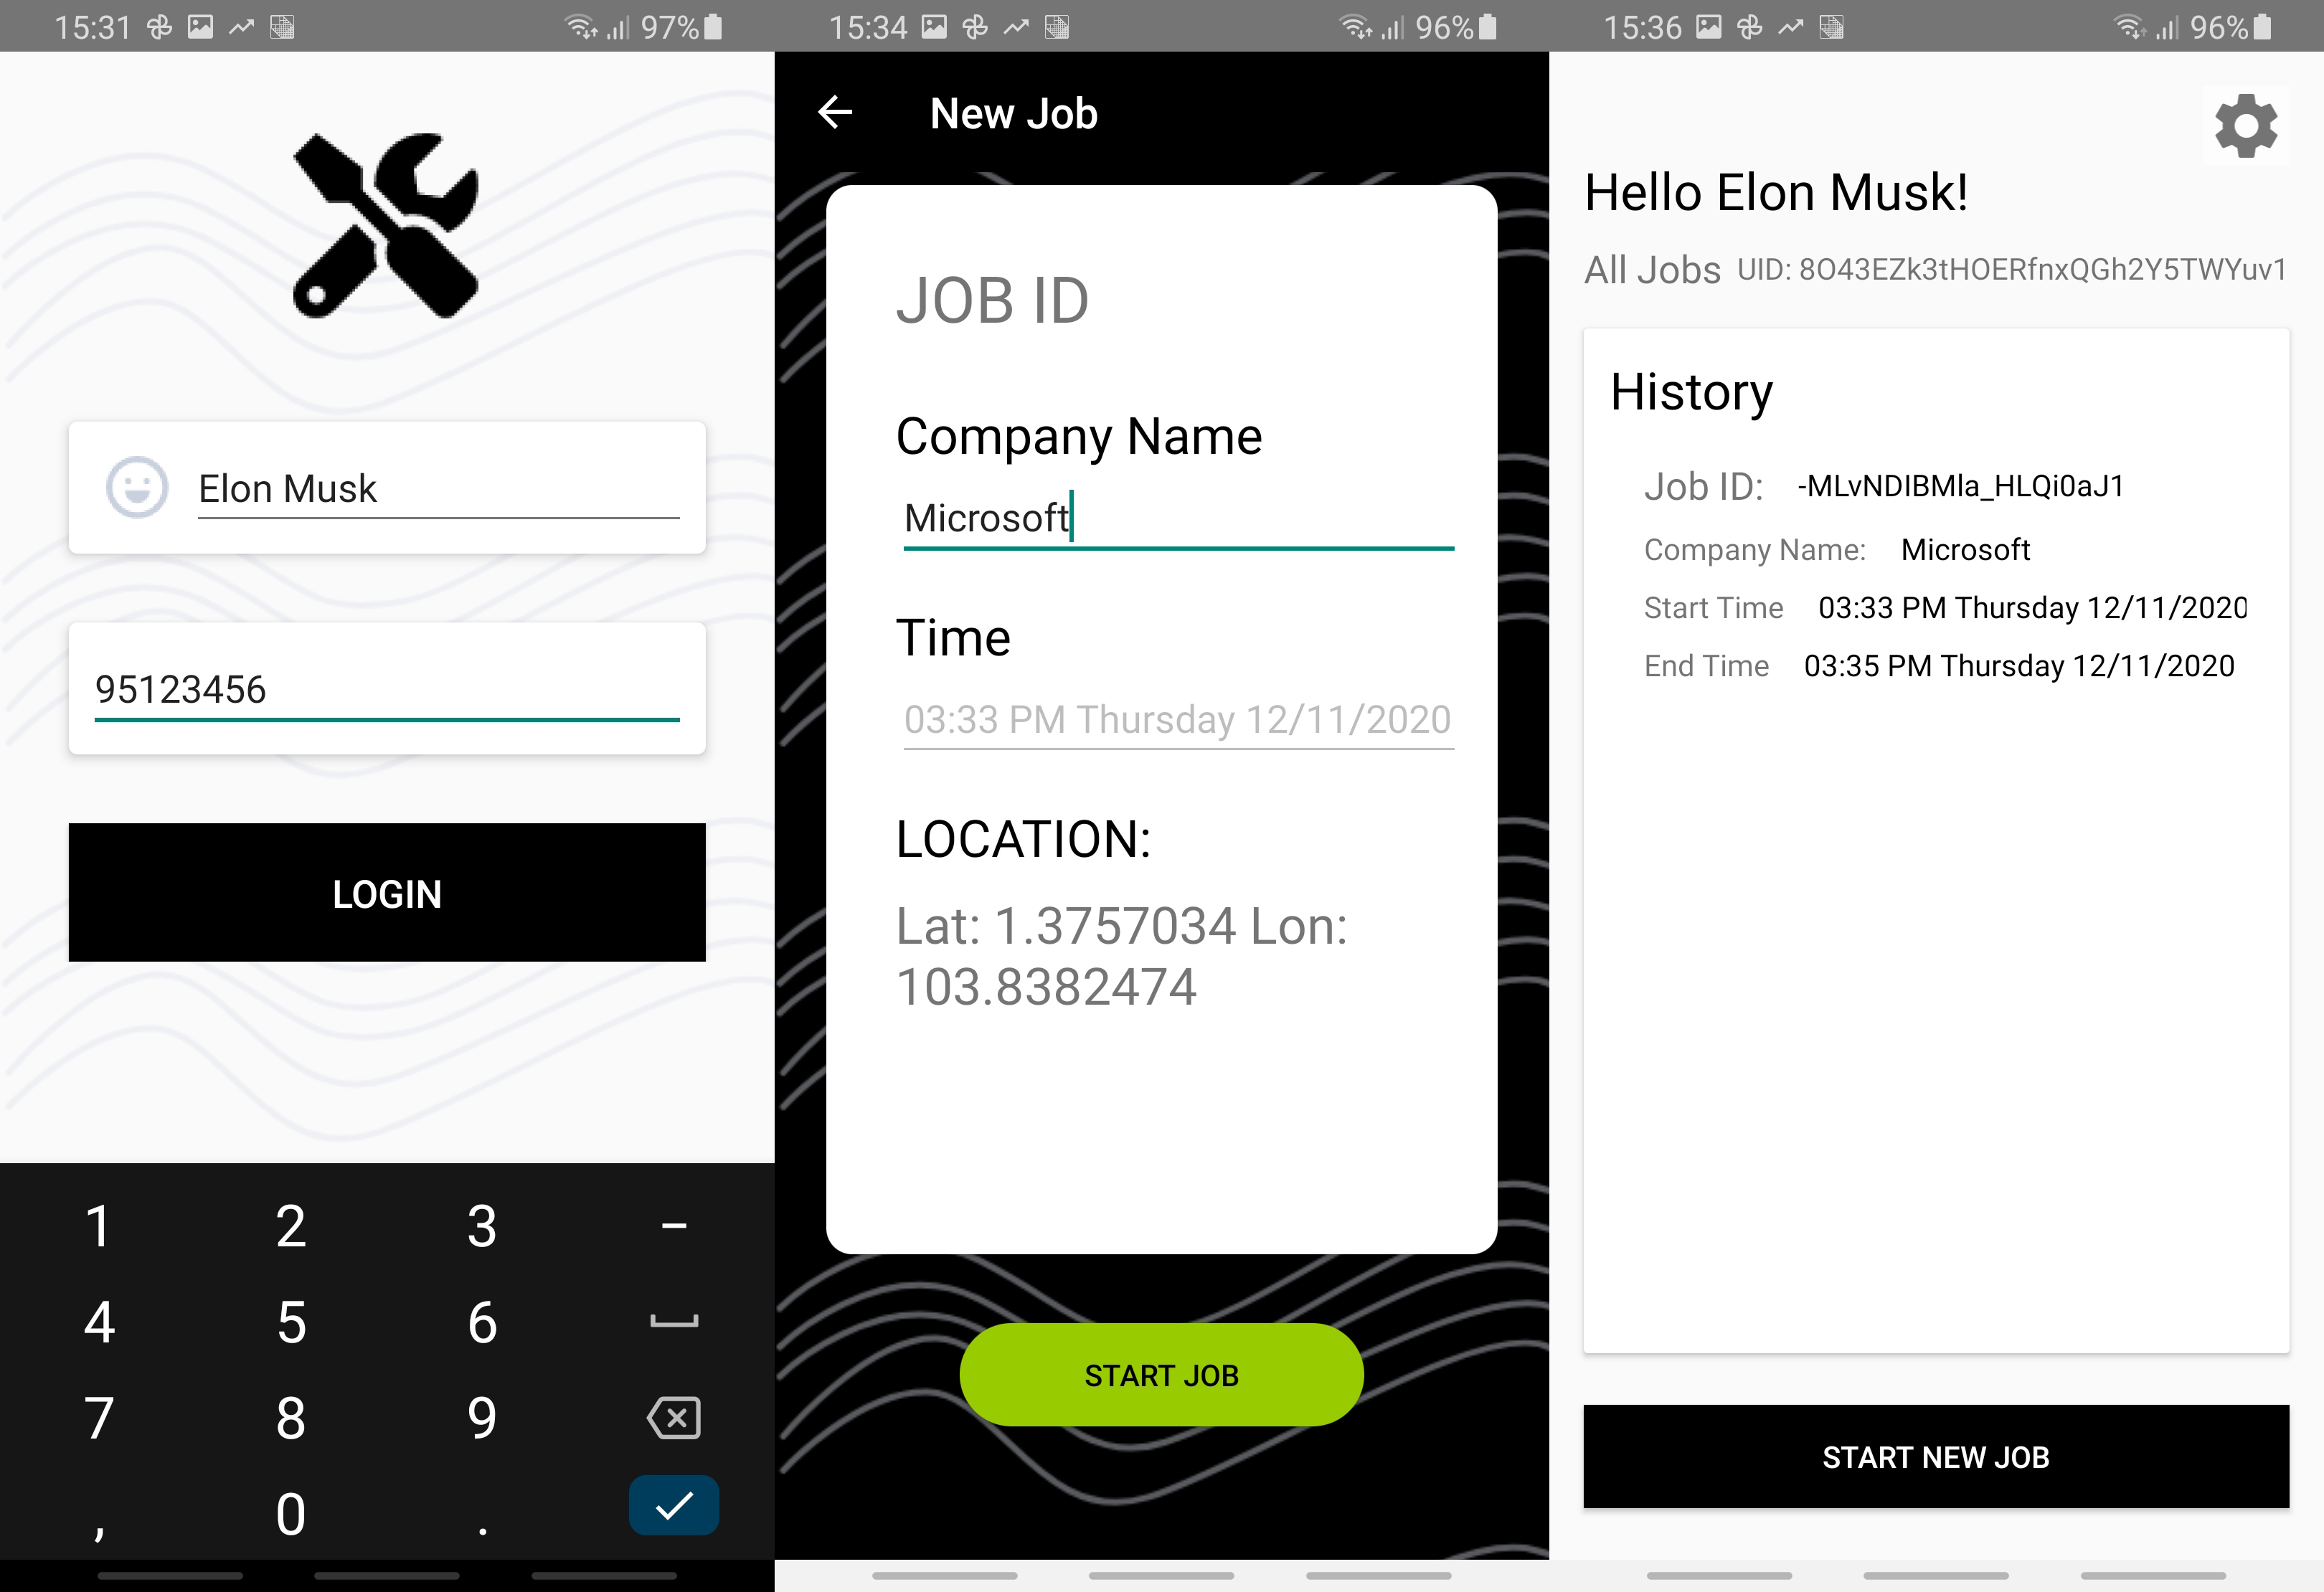 15:31 97%
Elon Musk
95123456
LOGIN
1 2 3 –
4 5 6
7 8 9
, 0 .
15:34 96%
New Job
JOB ID
Company Name
Microsoft
Time
03:33 PM Thursday 12/11/2020
LOCATION:
Lat: 1.3757034 Lon:
103.8382474
START JOB
15:36 96%
Hello Elon Musk!
All Jobs UID: 8O43EZk3tHOERfnxQGh2Y5TWYuv1
History
Job ID: -MLvNDIBMla_HLQi0aJ1
Company Name: Microsoft
Start Time 03:33 PM Thursday 12/11/2020
End Time 03:35 PM Thursday 12/11/2020
START NEW JOB